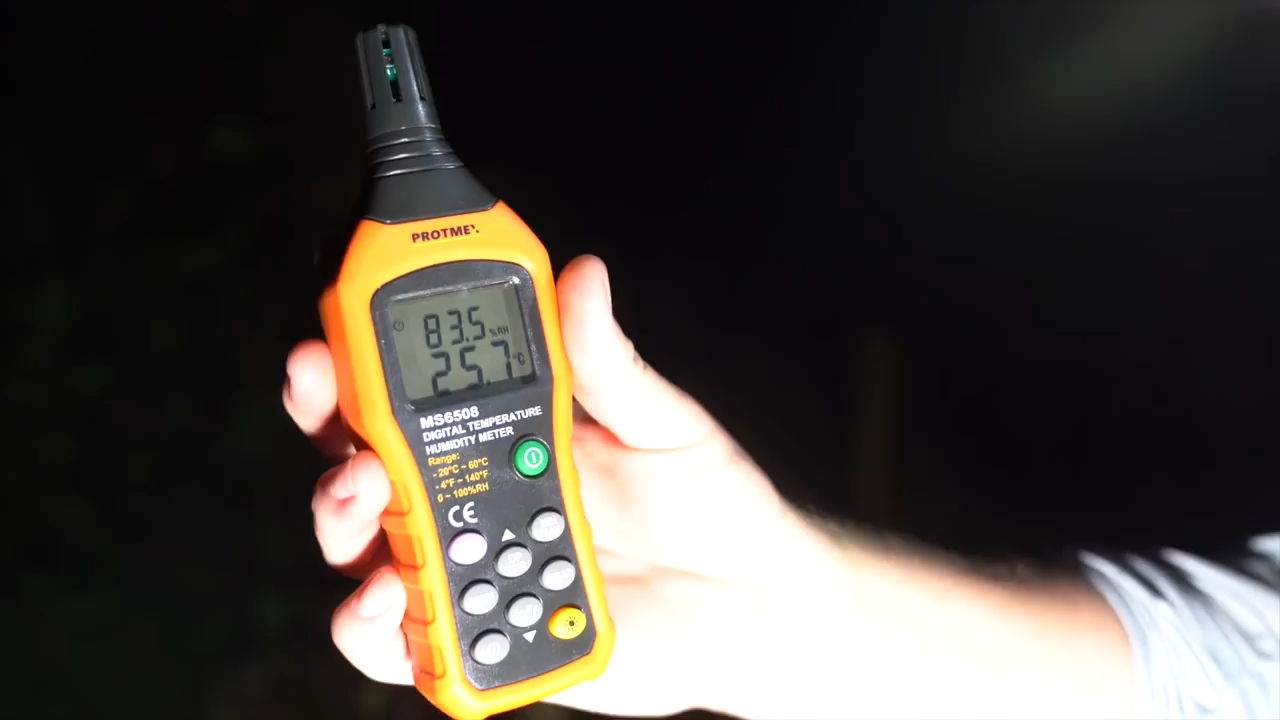 PROTMEX
83.5 %RH
25.7 °C
MS6508
DIGITAL TEMPERATURE
HUMIDITY METER
Range:
-20°C ~ 60°C
-4°F ~ 140°F
0 ~ 100%RH
CE